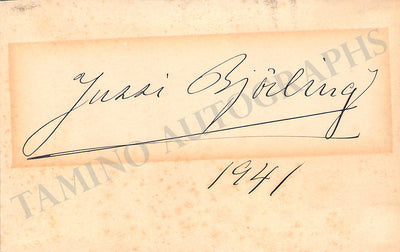 Jussi Björling
1941
TAMINO AUTOGRAPHS